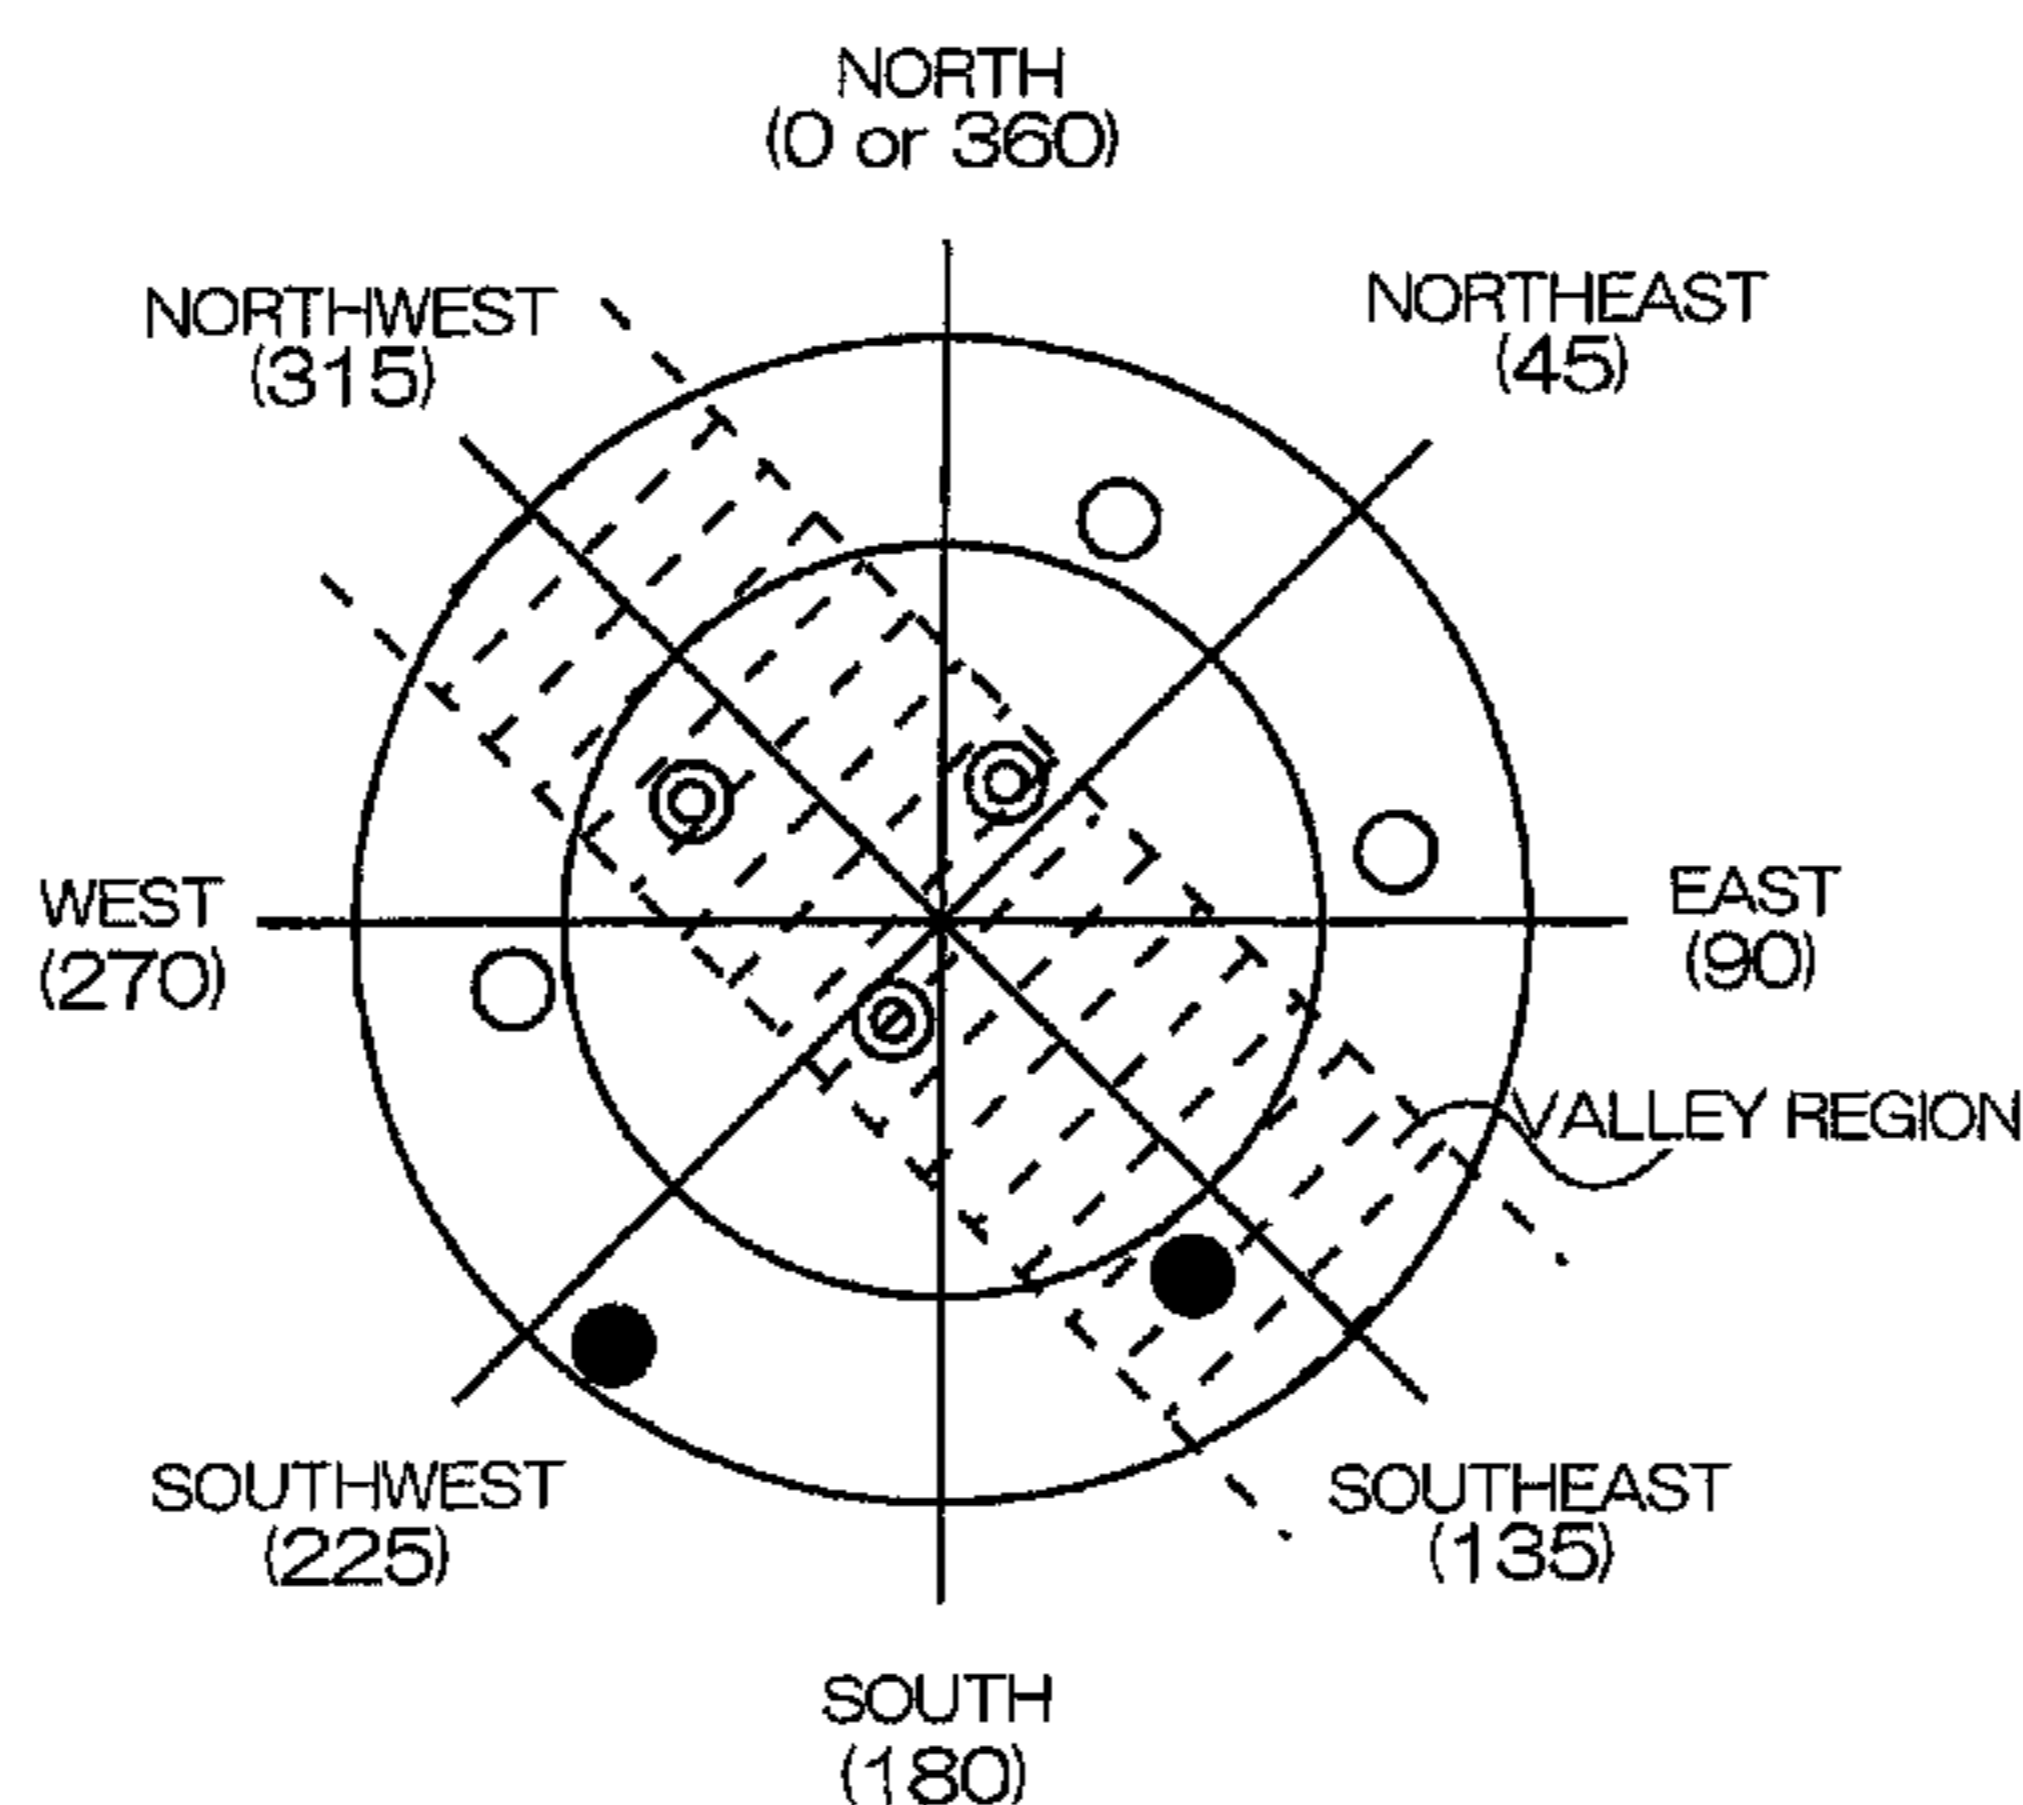 NORTH
(0 or 360)
NORTHWEST
(315)
NORTHEAST
(45)
WEST
(270)
EAST
(90)
VALLEY REGION
SOUTHWEST
(225)
SOUTHEAST
(135)
SOUTH
(180)